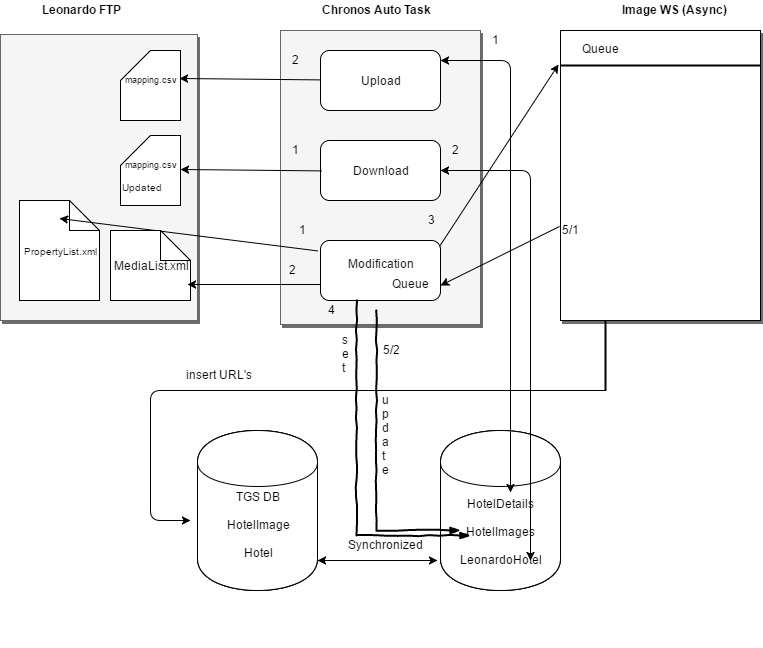 Leonardo FTP
Chronos Auto Task
Image WS (Async)
1
Queue
2
mapping.csv
Upload
1
2
mapping.csv
Updated
Download
3
1
5/1
PropertyList.xml
MediaList.xml
2
Modification
Queue
4
set
5/2
insert URL's
update
TGS DB
HotelImage
Hotel
HotelDetails
HotelImages
LeonardoHotel
Synchronized